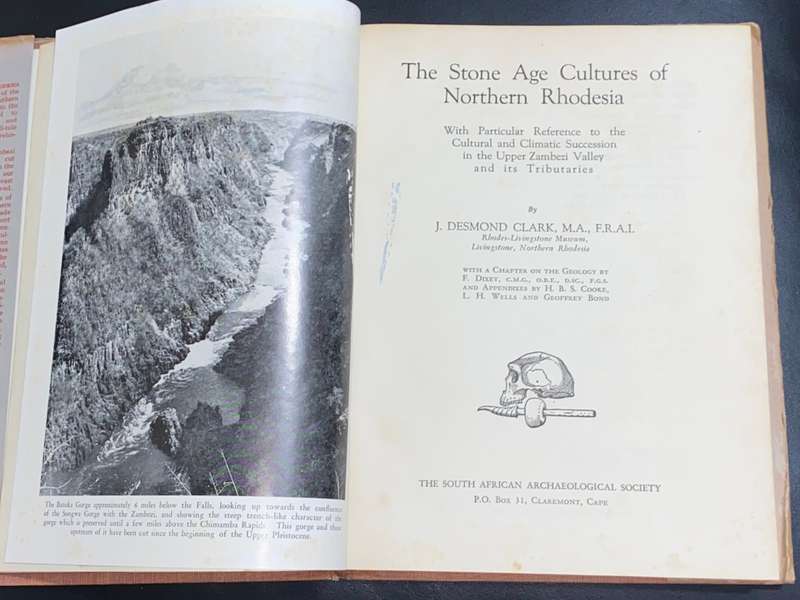 The Batoka Gorge approximately 6 miles below the Falls, looking up towards the confluence
of the Songwe Gorge with the Zambezi, and showing the steep trench-like character of the
gorge which is preserved until a few miles above the Chimamba Rapids. This gorge and those
upstream of it have been cut since the beginning of the Upper Pleistocene.
The Stone Age Cultures of
Northern Rhodesia
With Particular Reference to the
Cultural and Climatic Succession
in the Upper Zambezi Valley
and its Tributaries
By
J. DESMOND CLARK, M.A., F.R.A.I.
Rhodes-Livingstone Museum,
Livingstone, Northern Rhodesia
WITH A CHAPTER ON THE GEOLOGY BY
F. DIXEY, C.M.G., O.B.E., D.SC., F.G.S.
AND APPENDIXES BY H. B. S. COOKE,
L. H. WELLS AND GEOFFREY BOND
THE SOUTH AFRICAN ARCHAEOLOGICAL SOCIETY
P.O. BOX 31, CLAREMONT, CAPE